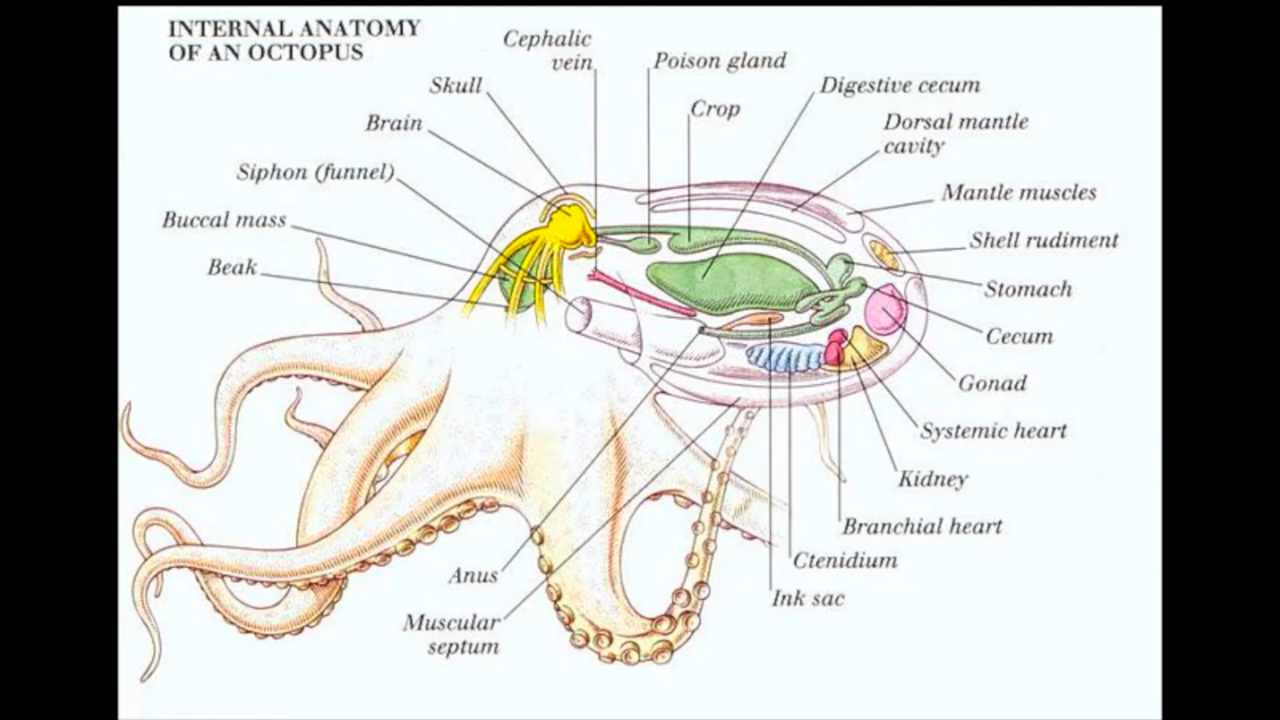 INTERNAL ANATOMY
OF AN OCTOPUS
Cephalic
vein
Poison gland
Skull
Digestive cecum
Crop
Brain
Dorsal mantle
cavity
Siphon (funnel)
Mantle muscles
Buccal mass
Shell rudiment
Beak
Stomach
Cecum
Gonad
Systemic heart
Kidney
Branchial heart
Ctenidium
Anus
Ink sac
Muscular
septum